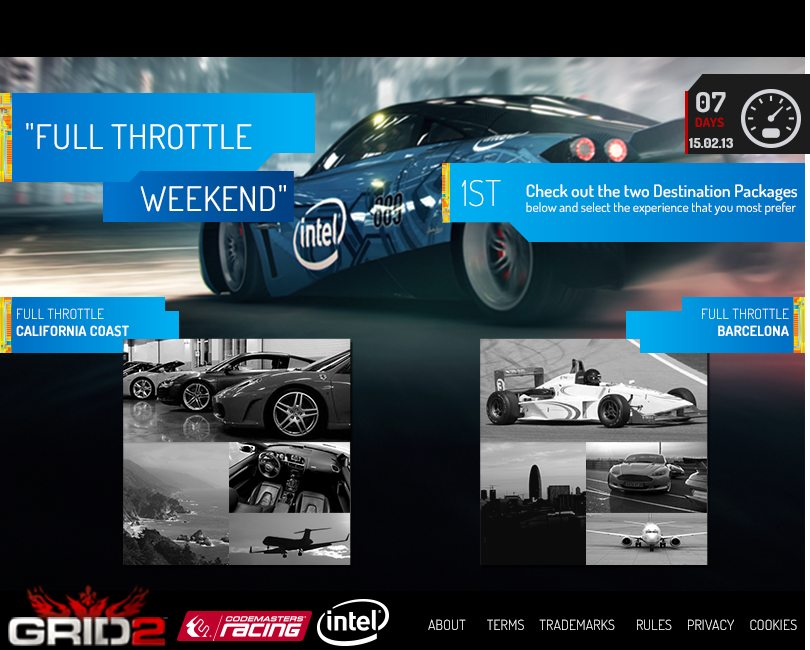 "FULL THROTTLE
WEEKEND"
07
DAYS
15.02.13
1ST
Check out the two Destination Packages
below and select the experience that you most prefer
intel
FULL THROTTLE
CALIFORNIA COAST
FULL THROTTLE
BARCELONA
GRID 2
CODEMASTERS
racing
intel
ABOUT TERMS TRADEMARKS RULES PRIVACY COOKIES